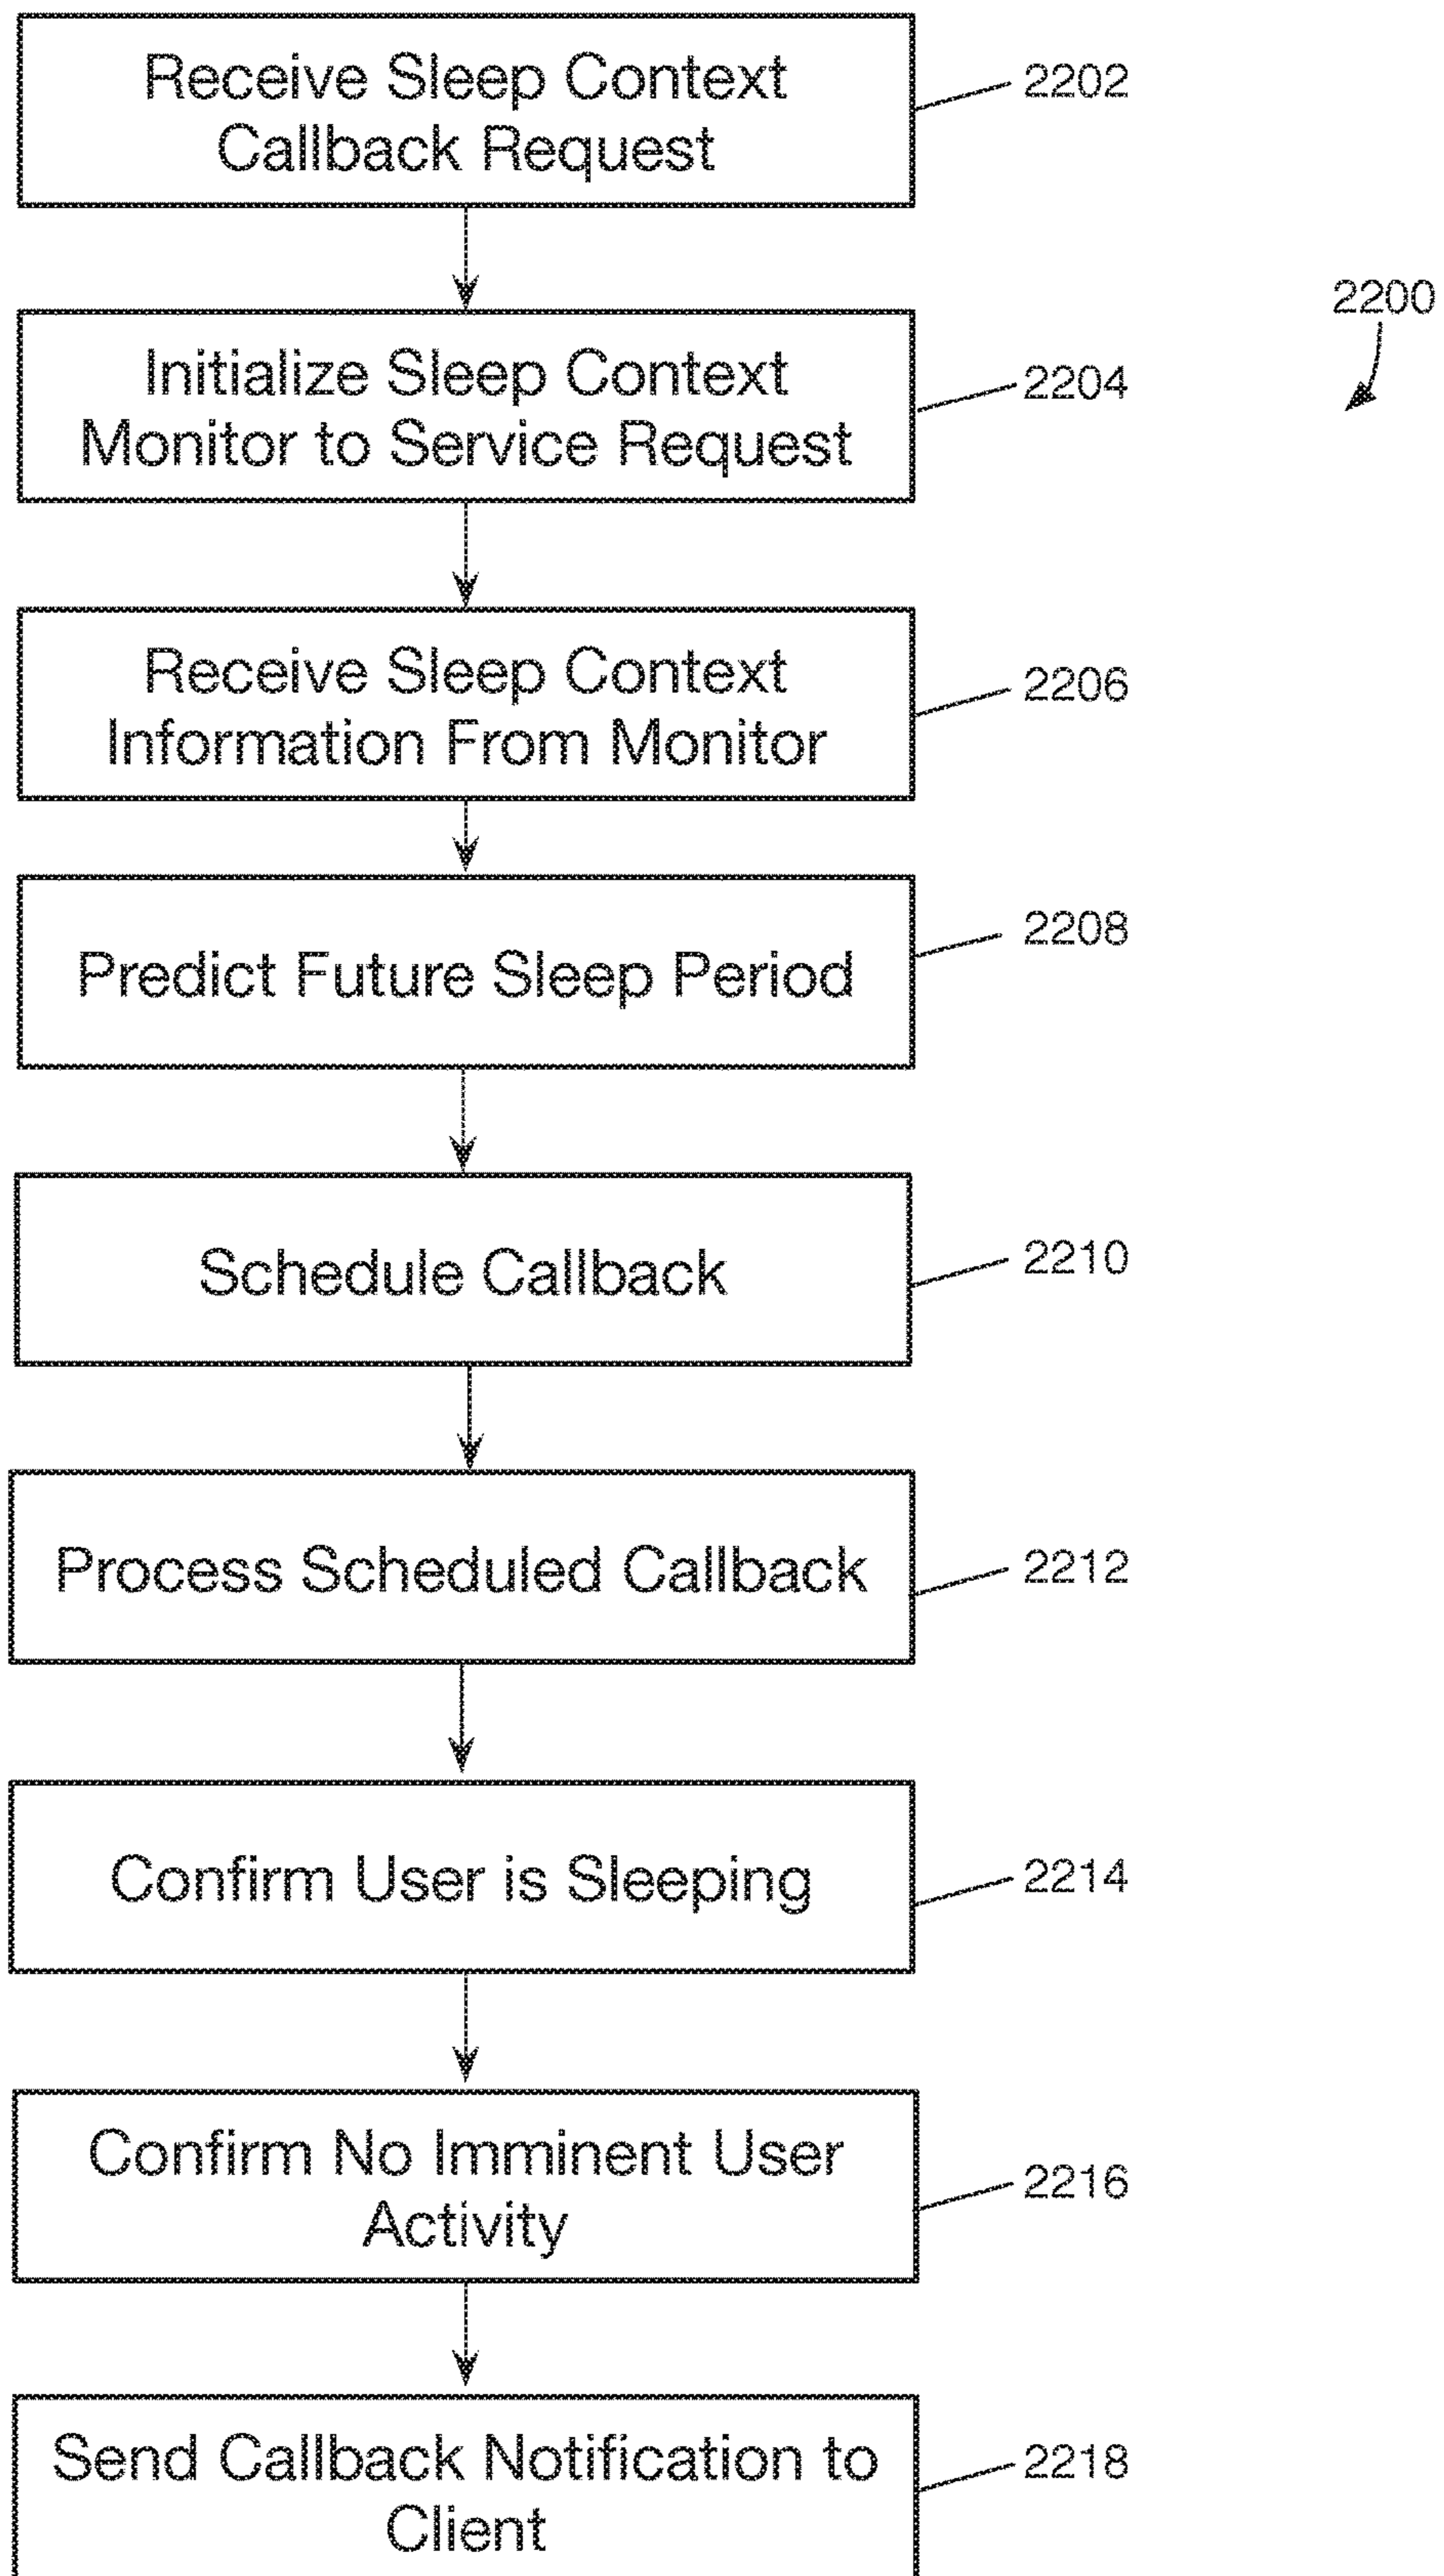 Receive Sleep Context
Callback Request
2202
2200
Initialize Sleep Context
Monitor to Service Request
2204
Receive Sleep Context
Information From Monitor
2206
Predict Future Sleep Period
2208
Schedule Callback
2210
Process Scheduled Callback
2212
Confirm User is Sleeping
2214
Confirm No Imminent User
Activity
2216
Send Callback Notification to
Client
2218